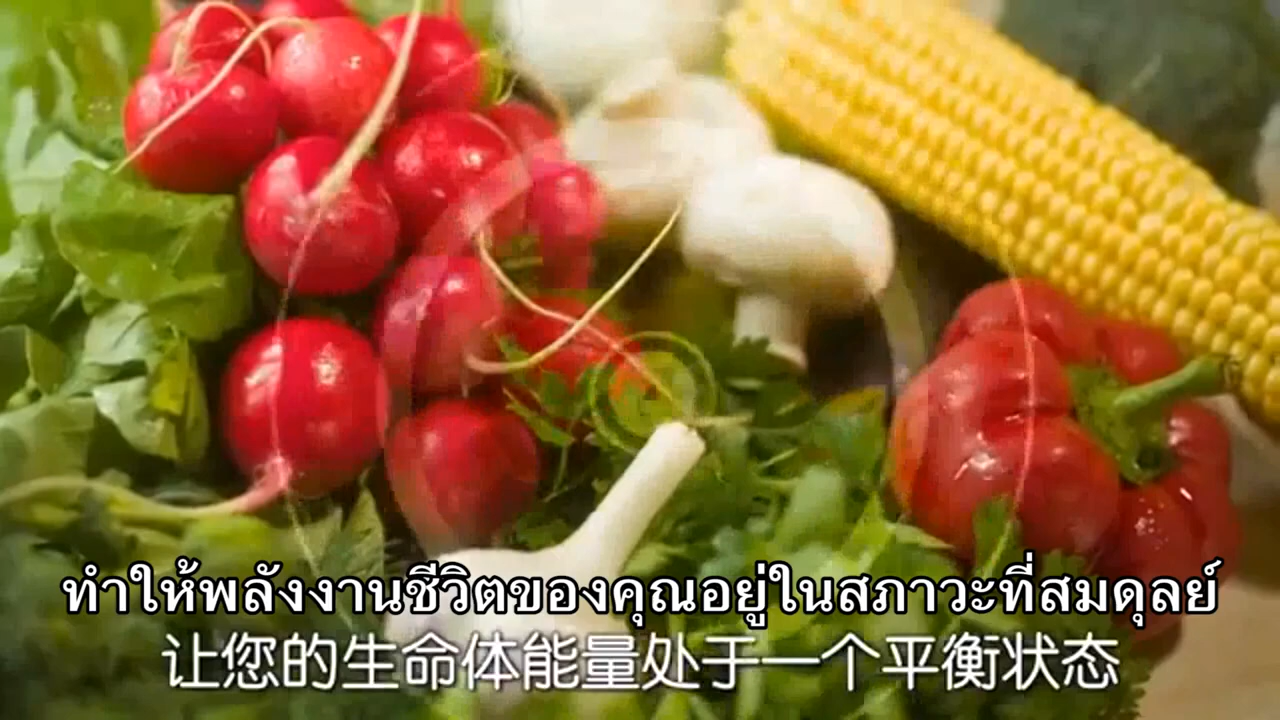 ทำให้พลังงานชีวิตของคุณอยู่ในสภาวะที่สมดุลย์
让您的生命体能量处于一个平衡状态